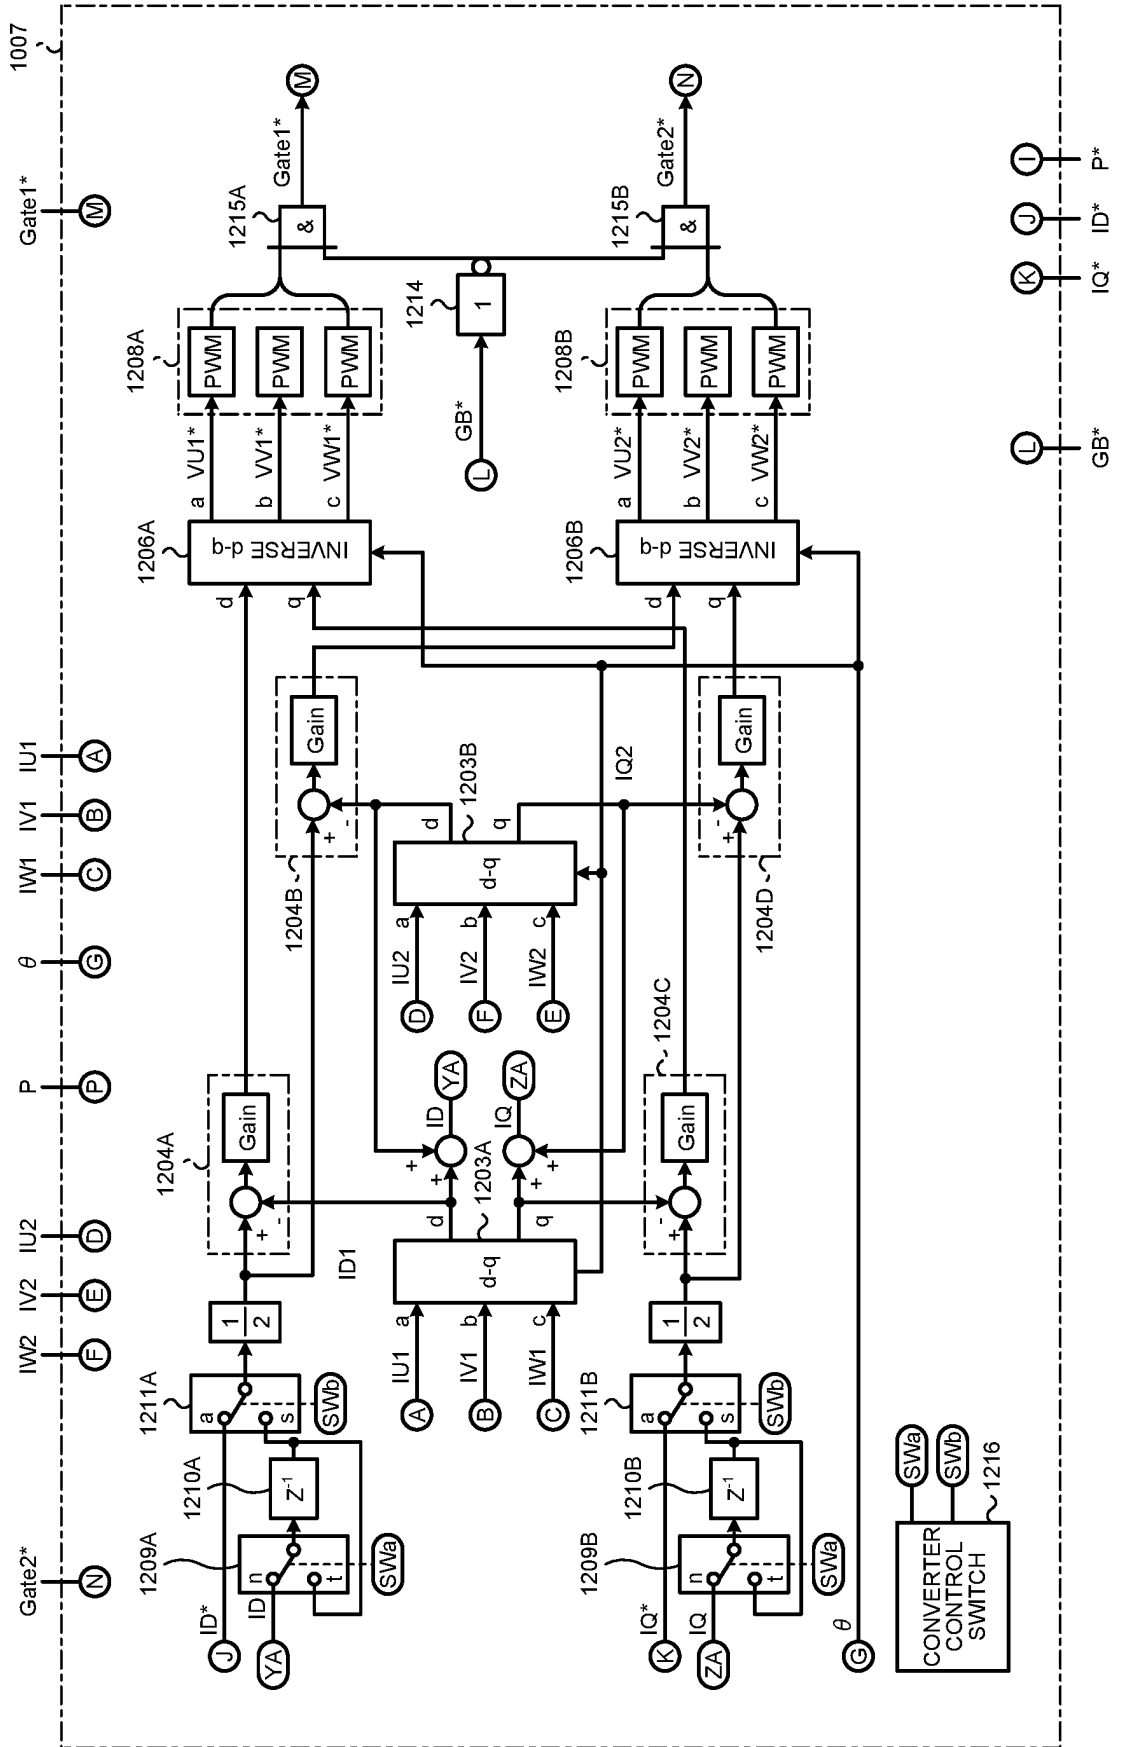 1007
Gate2*
N
IW2
F
IV2
E
IU2
D
P
P
θ
G
IW1
C
IV1
B
IU1
A
Gate1*
M
J
ID*
YA
ID
1209A
n
t
SWa
1210A
Z⁻¹
1211A
a
s
SWb
1
2
1204A
+
-
Gain
1204B
+
-
Gain
d
q
1206A
INVERSE d-q
a
VU1*
b
VV1*
c
VW1*
1208A
PWM
PWM
PWM
1215A
&
Gate1*
M
A
IU1
a
B
IV1
b
C
IW1
c
ID1
d-q
1203A
d
q
+
+
ID
YA
+
+
IQ
ZA
D
IU2
a
F
IV2
b
E
IW2
c
d-q
1203B
d
q
IQ2
L
GB*
1214
1
K
IQ*
ZA
IQ
1209B
n
t
SWa
1210B
Z⁻¹
1211B
a
s
SWb
1
2
1204C
-
+
Gain
1204D
-
+
Gain
d
q
1206B
INVERSE d-q
a
VU2*
b
VV2*
c
VW2*
1208B
PWM
PWM
PWM
1215B
&
Gate2*
N
G
θ
CONVERTER
CONTROL
SWITCH
1216
SWa
SWb
L
GB*
K
IQ*
J
ID*
I
P*